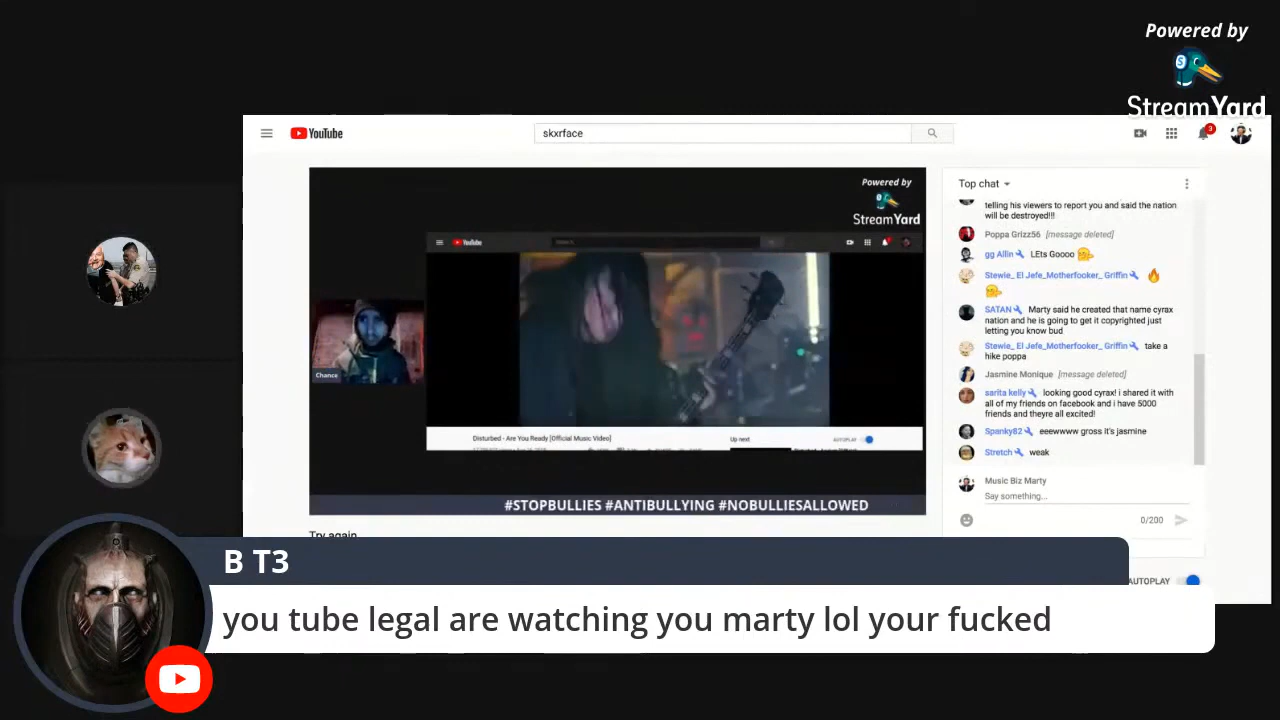 Powered by
StreamYard
YouTube
skxrface
3
Powered by
StreamYard
YouTube
Chance
Disturbed - Are You Ready [Official Music Video]
Up next
AUTOPLAY
#STOPBULLIES #ANTIBULLYING #NOBULLIESALLOWED
Try again
Top chat
telling his viewers to report you and said the nation
will be destroyed!!!
Poppa Grizz56 [message deleted]
gg Allin LEts Goooo
Stewie_ El Jefe_Motherfooker_ Griffin
SATAN Marty said he created that name cyrax
nation and he is going to get it copyrighted just
letting you know bud
Stewie_ El Jefe_Motherfooker_ Griffin take a
hike poppa
Jasmine Monique [message deleted]
sarita kelly looking good cyrax! i shared it with
all of my friends on facebook and i have 5000
friends and theyre all excited!
Spanky82 eeewwww gross it's jasmine
Stretch weak
Music Biz Marty
Say something...
0/200
AUTOPLAY
B T3
you tube legal are watching you marty lol your fucked